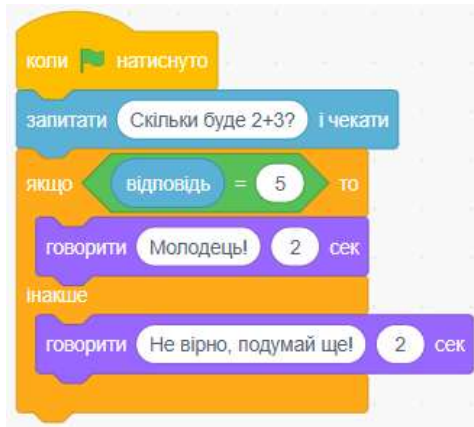 коли натиснуто
запитати Скільки буде 2+3? і чекати
якщо відповідь = 5 то
говорити Молодець! 2 сек
інакше
говорити Не вірно, подумай ще! 2 сек